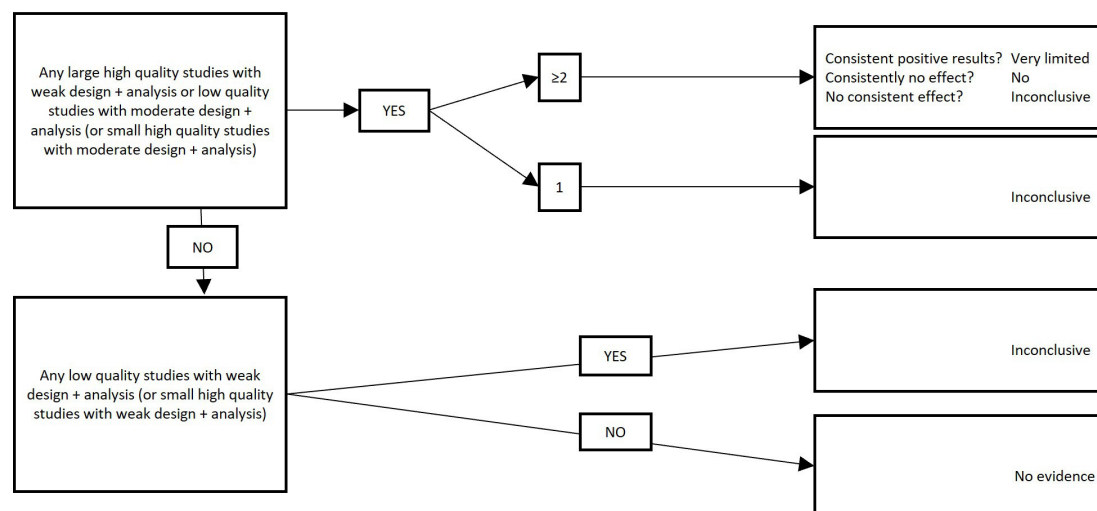 Any large high quality studies with
weak design + analysis or low quality
studies with moderate design +
analysis (or small high quality studies
with moderate design + analysis)
YES
≥2
Consistent positive results? Very limited
Consistently no effect? No
No consistent effect? Inconclusive
1
Inconclusive
NO
Any low quality studies with weak
design + analysis (or small high quality
studies with weak design + analysis)
YES
Inconclusive
NO
No evidence